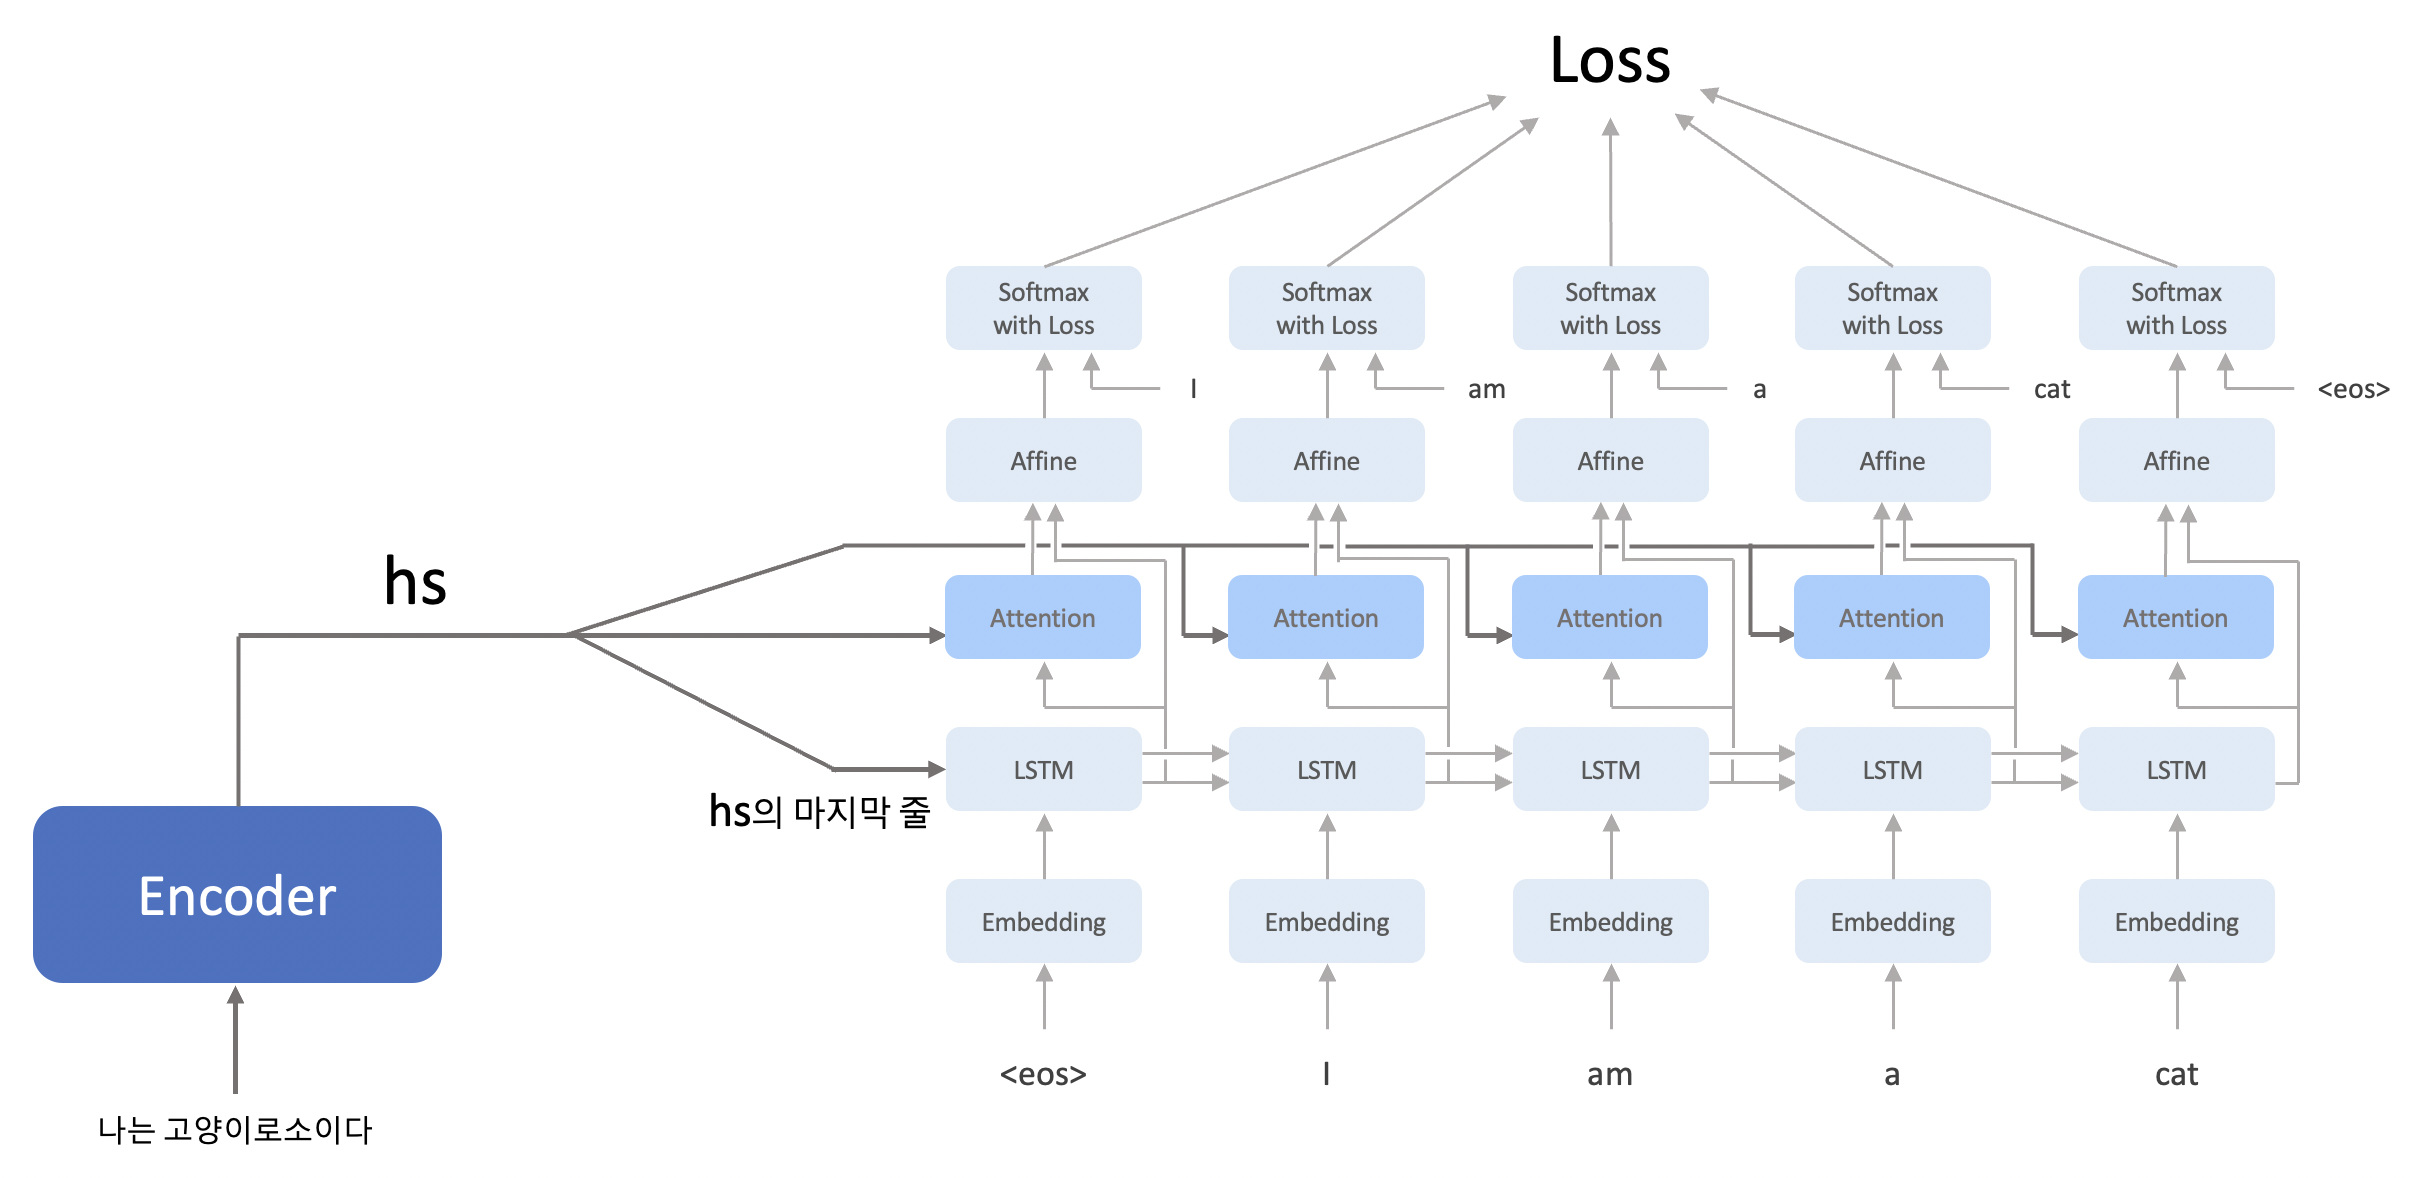 Loss
Softmax
with Loss
Softmax
with Loss
Softmax
with Loss
Softmax
with Loss
Softmax
with Loss
I
am
a
cat
<eos>
Affine
Affine
Affine
Affine
Affine
hs
Attention
Attention
Attention
Attention
Attention
LSTM
LSTM
LSTM
LSTM
LSTM
hs의 마지막 줄
Encoder
Embedding
Embedding
Embedding
Embedding
Embedding
<eos>
I
am
a
cat
나는 고양이로소이다